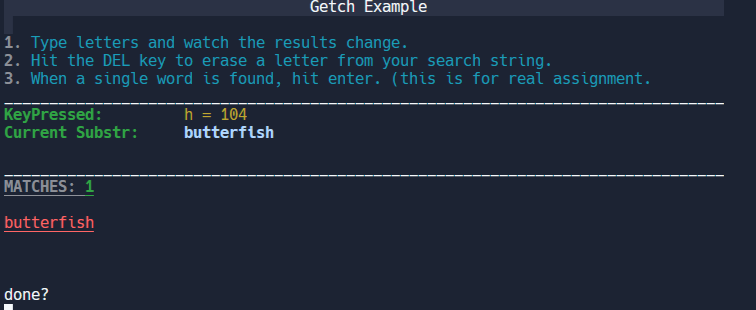 Getch Example
1. Type letters and watch the results change.
2. Hit the DEL key to erase a letter from your search string.
3. When a single word is found, hit enter. (this is for real assignment.
KeyPressed: h = 104
Current Substr: butterfish
MATCHES: 1
butterfish
done?